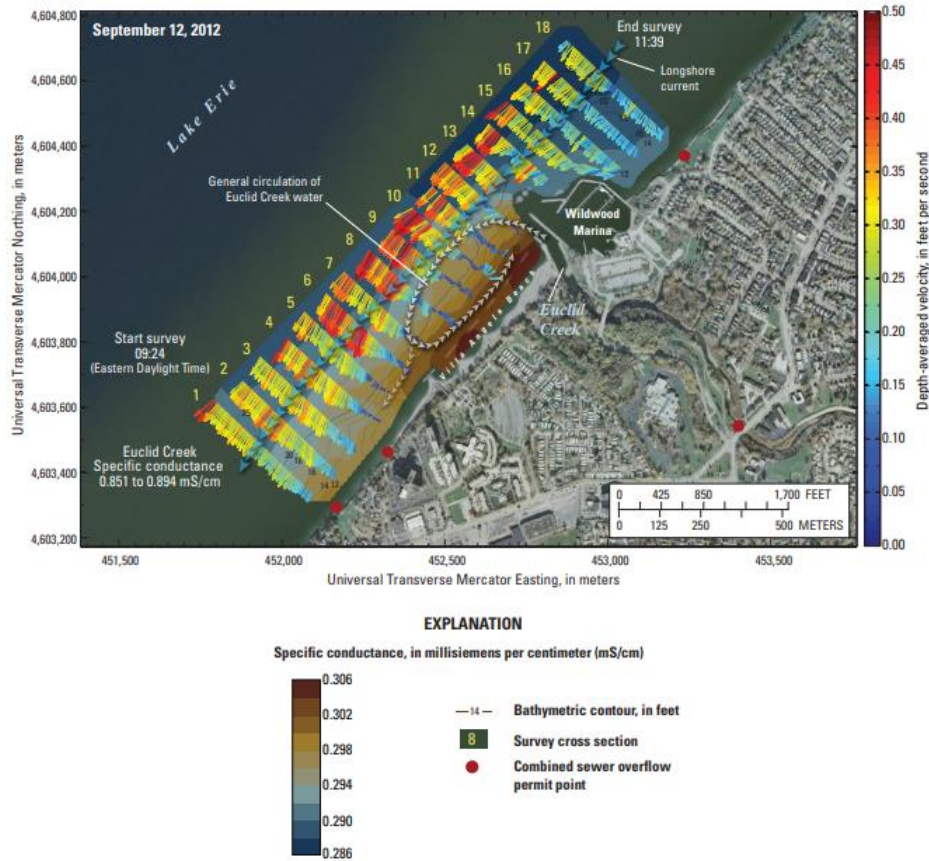 September 12, 2012
Lake Erie
General circulation of
Euclid Creek water
Start survey
09:24
(Eastern Daylight Time)
End survey
11:39
Longshore
current
Wildwood
Marina
Euclid
Creek
Villa Angela Beach
Euclid Creek
Specific conductance
0.851 to 0.894 mS/cm
18
17
16
15
14
13
12
11
10
9
8
7
6
5
4
3
2
1
4,604,800
4,604,600
4,604,400
4,604,200
4,604,000
4,603,800
4,603,600
4,603,400
4,603,200
Universal Transverse Mercator Northing, in meters
451,500 452,000 452,500 453,000 453,500
Universal Transverse Mercator Easting, in meters
0 425 850 1,700 FEET
0 125 250 500 METERS
0.50
0.45
0.40
0.35
0.30
0.25
0.20
0.15
0.10
0.05
0.00
Depth-averaged velocity, in feet per second
EXPLANATION
Specific conductance, in millisiemens per centimeter (mS/cm)
0.306
0.302
0.298
0.294
0.290
0.286
—14— Bathymetric contour, in feet
8 Survey cross section
Combined sewer overflow
permit point